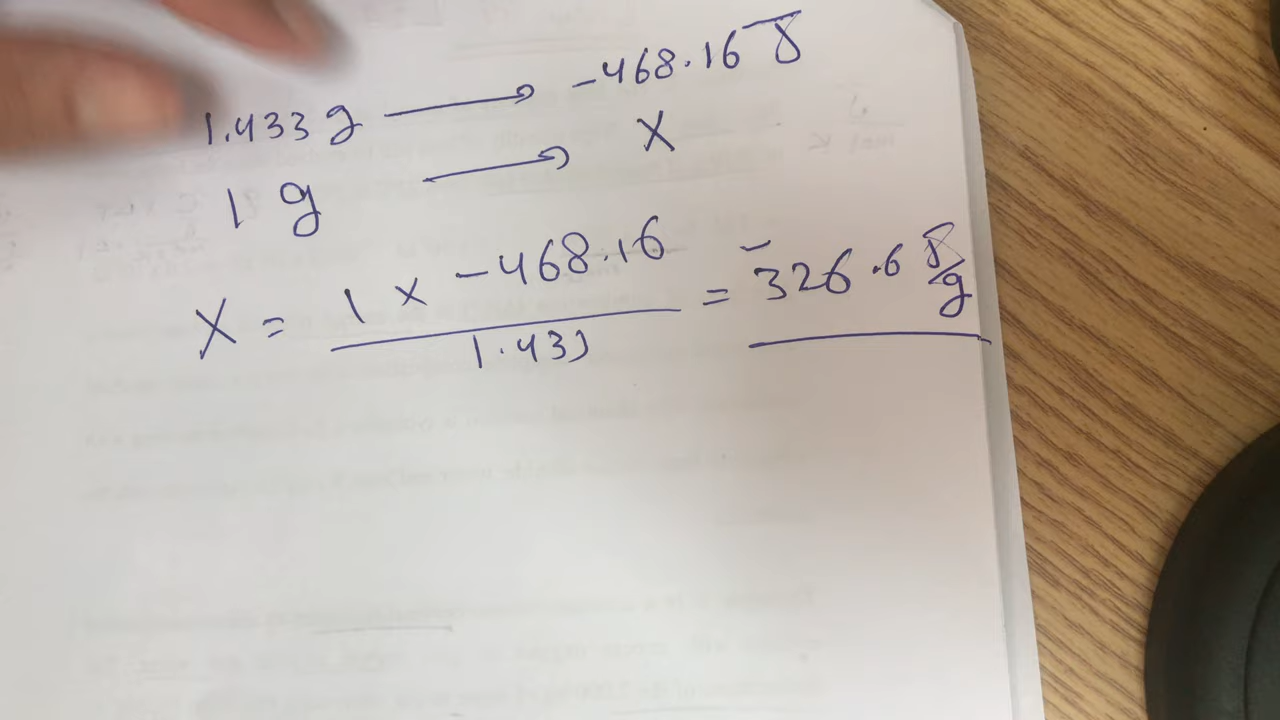 1.433 g → -468.16 J
1 g → X
X = 1 × -468.16 / 1.433 = -326.6 J/g